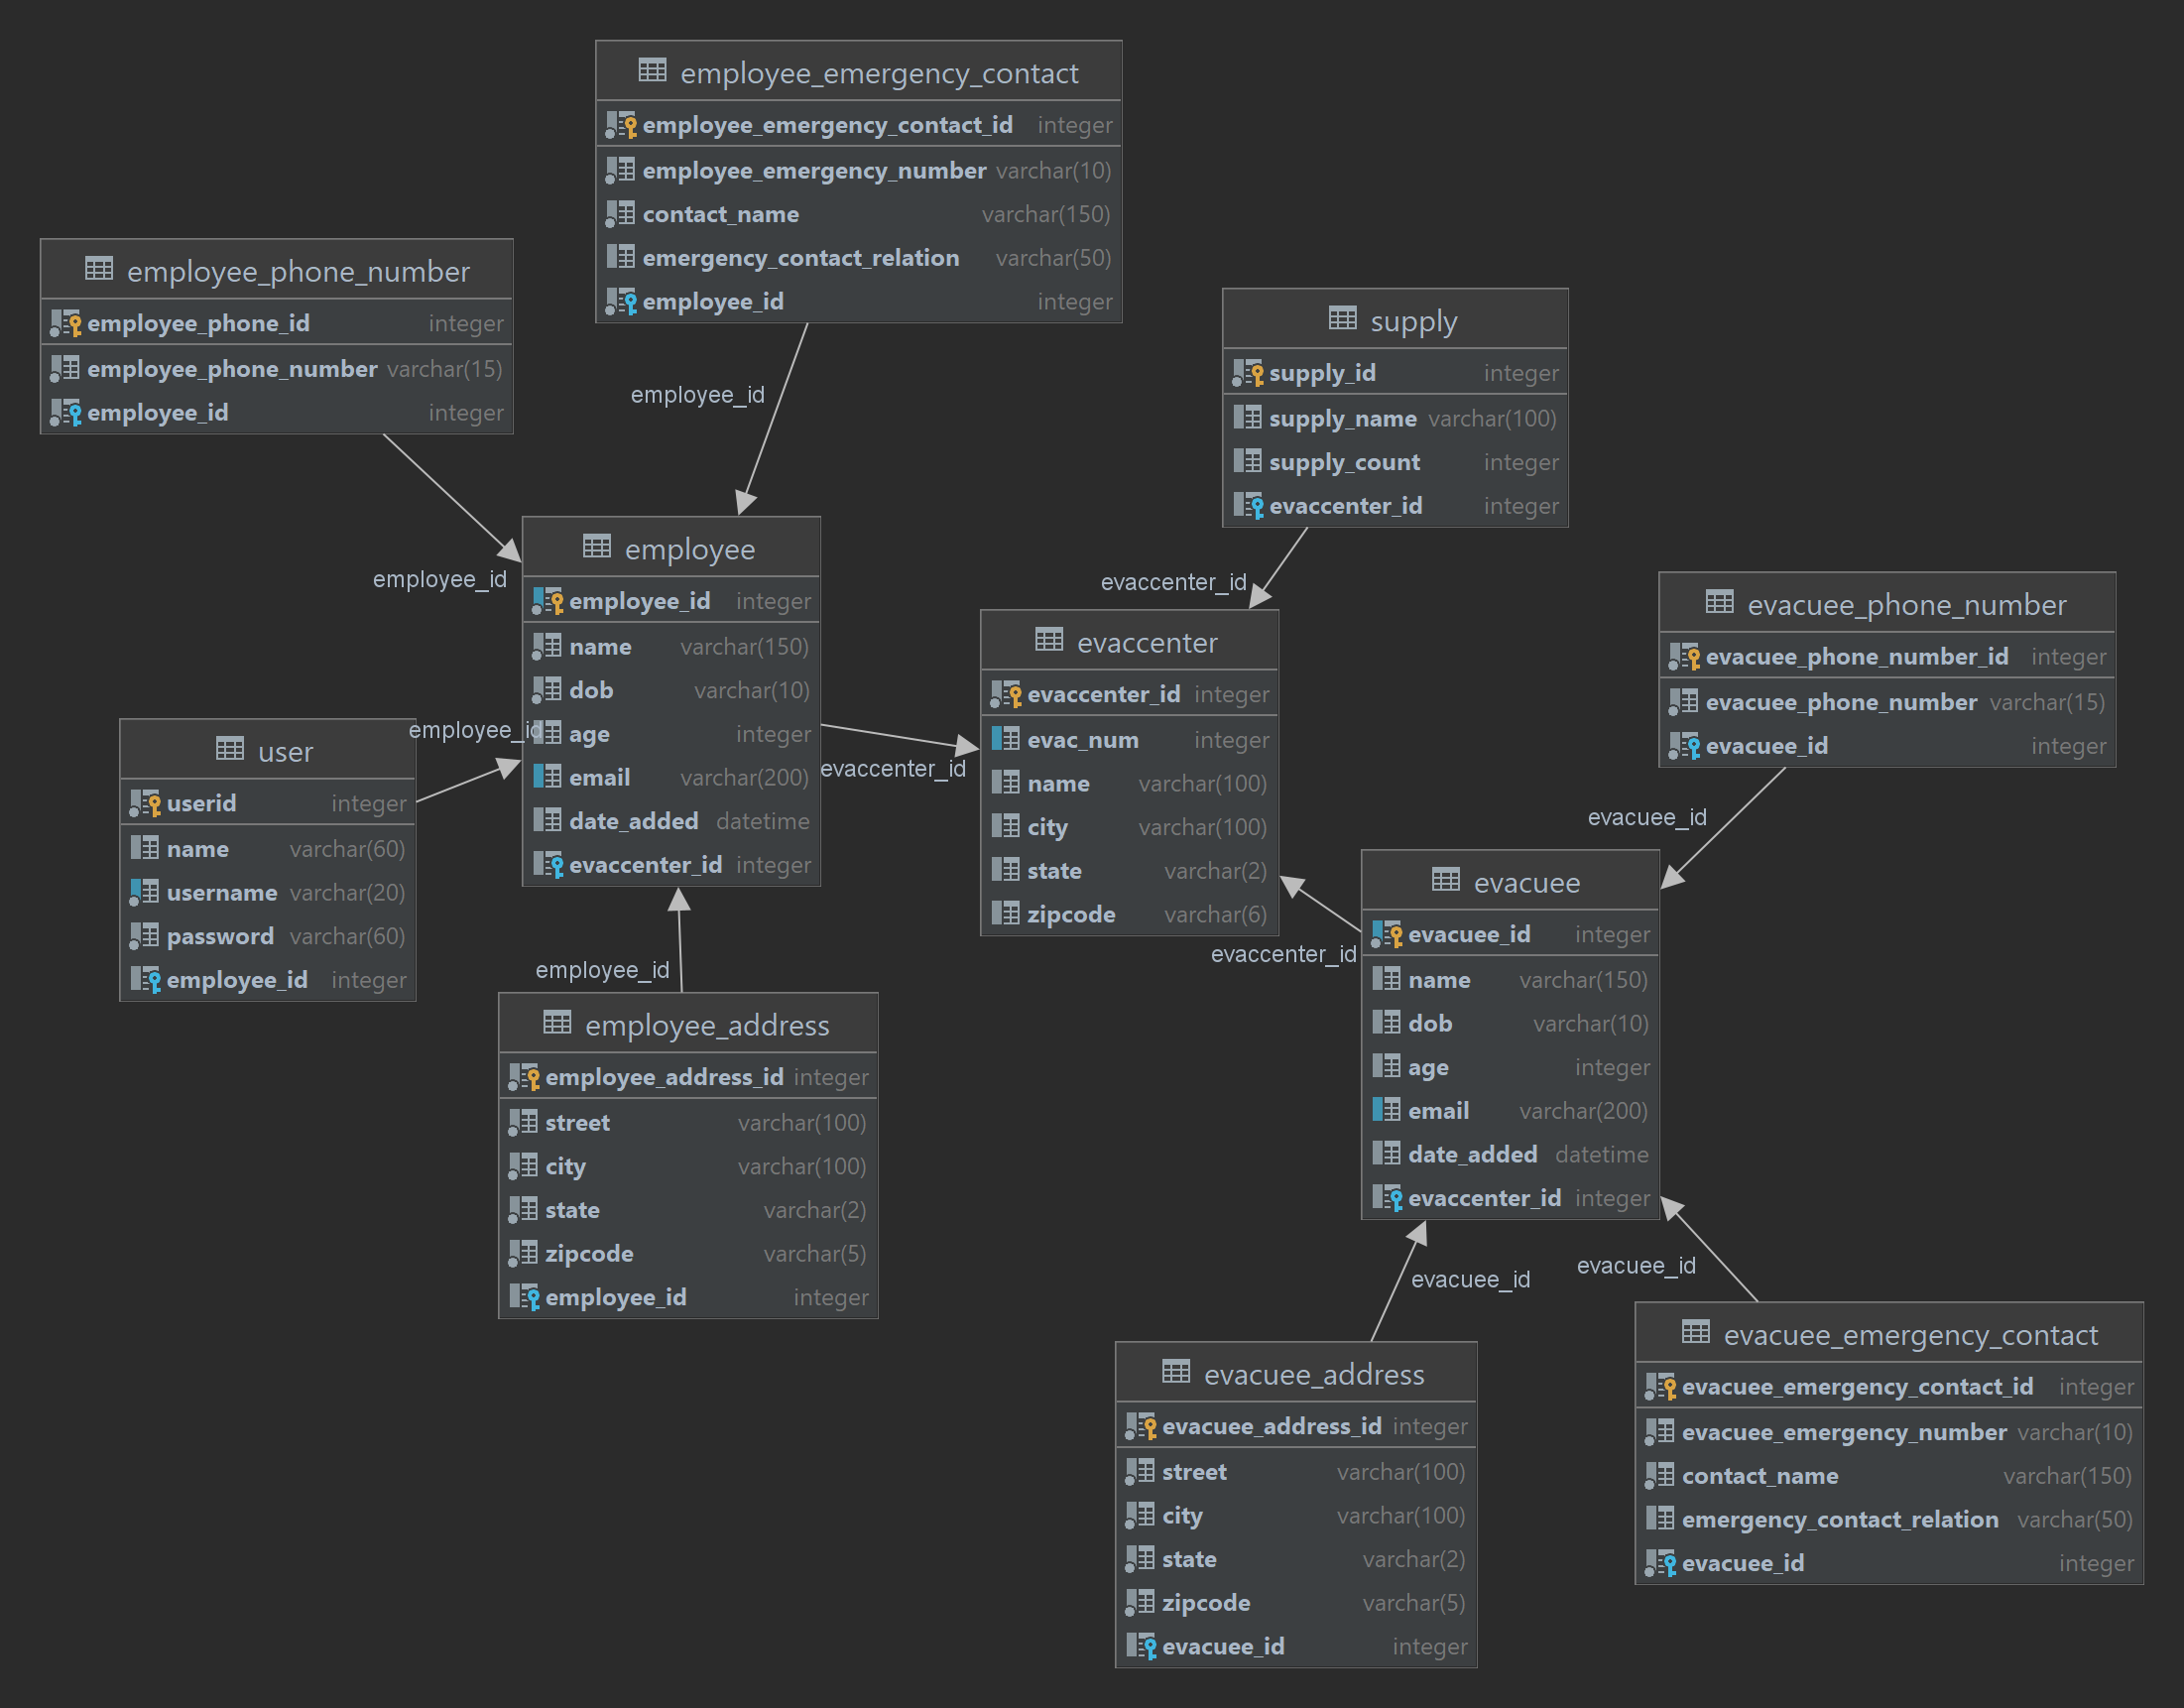 employee_emergency_contact
employee_emergency_contact_id integer
employee_emergency_number varchar(10)
contact_name varchar(150)
emergency_contact_relation varchar(50)
employee_id integer
employee_phone_number
employee_phone_id integer
employee_phone_number varchar(15)
employee_id integer
supply
supply_id integer
supply_name varchar(100)
supply_count integer
evaccenter_id integer
employee_id
employee_id
evaccenter_id
employee
employee_id integer
name varchar(150)
dob varchar(10)
age integer
email varchar(200)
date_added datetime
evaccenter_id integer
evaccenter
evaccenter_id integer
evac_num integer
name varchar(100)
city varchar(100)
state varchar(2)
zipcode varchar(6)
evacuee_phone_number
evacuee_phone_number_id integer
evacuee_phone_number varchar(15)
evacuee_id integer
employee_id
evaccenter_id
user
userid integer
name varchar(60)
username varchar(20)
password varchar(60)
employee_id integer
evacuee_id
evaccenter_id
evacuee
evacuee_id integer
name varchar(150)
dob varchar(10)
age integer
email varchar(200)
date_added datetime
evaccenter_id integer
employee_id
employee_address
employee_address_id integer
street varchar(100)
city varchar(100)
state varchar(2)
zipcode varchar(5)
employee_id integer
evacuee_id
evacuee_id
evacuee_address
evacuee_address_id integer
street varchar(100)
city varchar(100)
state varchar(2)
zipcode varchar(5)
evacuee_id integer
evacuee_emergency_contact
evacuee_emergency_contact_id integer
evacuee_emergency_number varchar(10)
contact_name varchar(150)
emergency_contact_relation varchar(50)
evacuee_id integer